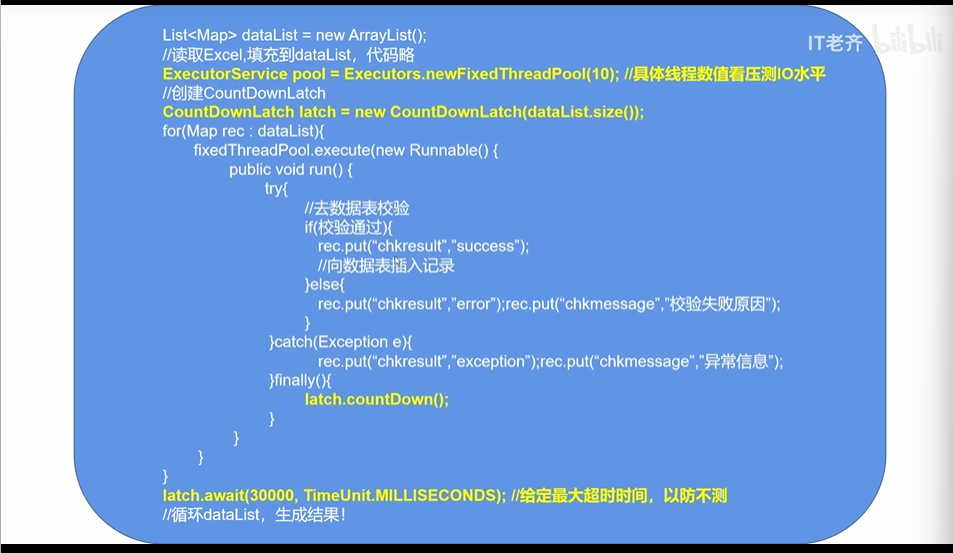 IT老齐 bilibili
List<Map> dataList = new ArrayList();
//读取Excel,填充到dataList，代码略
ExecutorService pool = Executors.newFixedThreadPool(10); //具体线程数值看压测IO水平
//创建CountDownLatch
CountDownLatch latch = new CountDownLatch(dataList.size());
for(Map rec : dataList){
fixedThreadPool.execute(new Runnable() {
public void run() {
try{
//去数据表校验
if(校验通过){
rec.put(“chkresult”,”success”);
//向数据表插入记录
}else{
rec.put(“chkresult”,”error”);rec.put(“chkmessage”,”校验失败原因”);
}
}catch(Exception e){
rec.put(“chkresult”,”exception”);rec.put(“chkmessage”,”异常信息”);
}finally(){
latch.countDown();
}
}
}
}
latch.await(30000, TimeUnit.MILLISECONDS); //给定最大超时时间，以防不测
//循环dataList，生成结果！